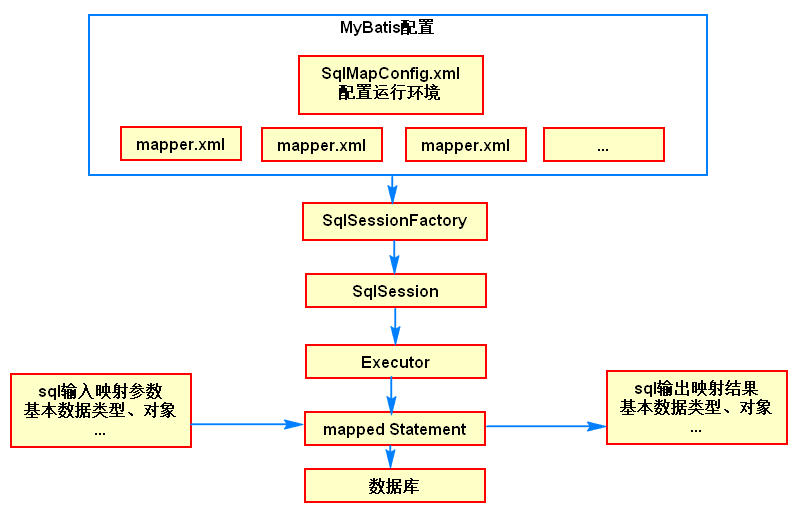 MyBatis配置
SqlMapConfig.xml
配置运行环境
mapper.xml
mapper.xml
mapper.xml
...
SqlSessionFactory
SqlSession
Executor
sql输入映射参数
基本数据类型、对象
...
mapped Statement
sql输出映射结果
基本数据类型、对象
...
数据库